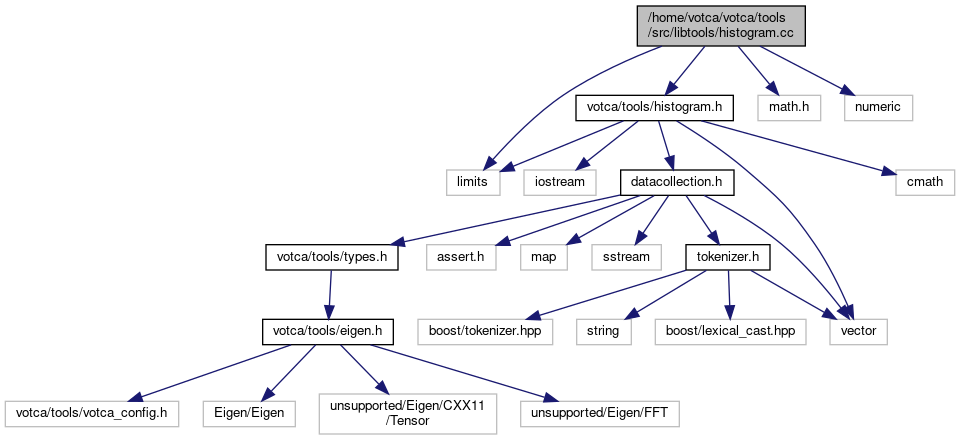 /home/votca/votca/tools
/src/libtools/histogram.cc
votca/tools/histogram.h
math.h
numeric
limits
iostream
datacollection.h
cmath
votca/tools/types.h
assert.h
map
sstream
tokenizer.h
votca/tools/eigen.h
boost/tokenizer.hpp
string
boost/lexical_cast.hpp
vector
votca/tools/votca_config.h
Eigen/Eigen
unsupported/Eigen/CXX11
/Tensor
unsupported/Eigen/FFT